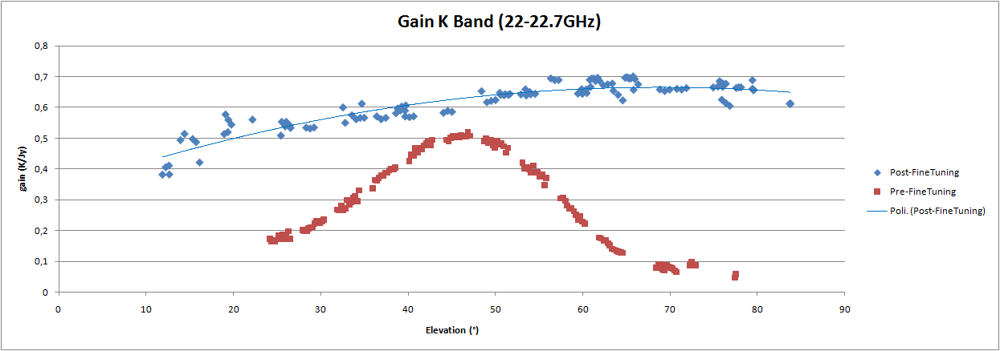 Gain K Band (22-22.7GHz)
0,8
0,7
0,6
0,5
0,4
0,3
0,2
0,1
0
gain (K/Jy)
0 10 20 30 40 50 60 70 80 90
Elevation (°)
Post-FineTuning
Pre-FineTuning
Poli. (Post-FineTuning)